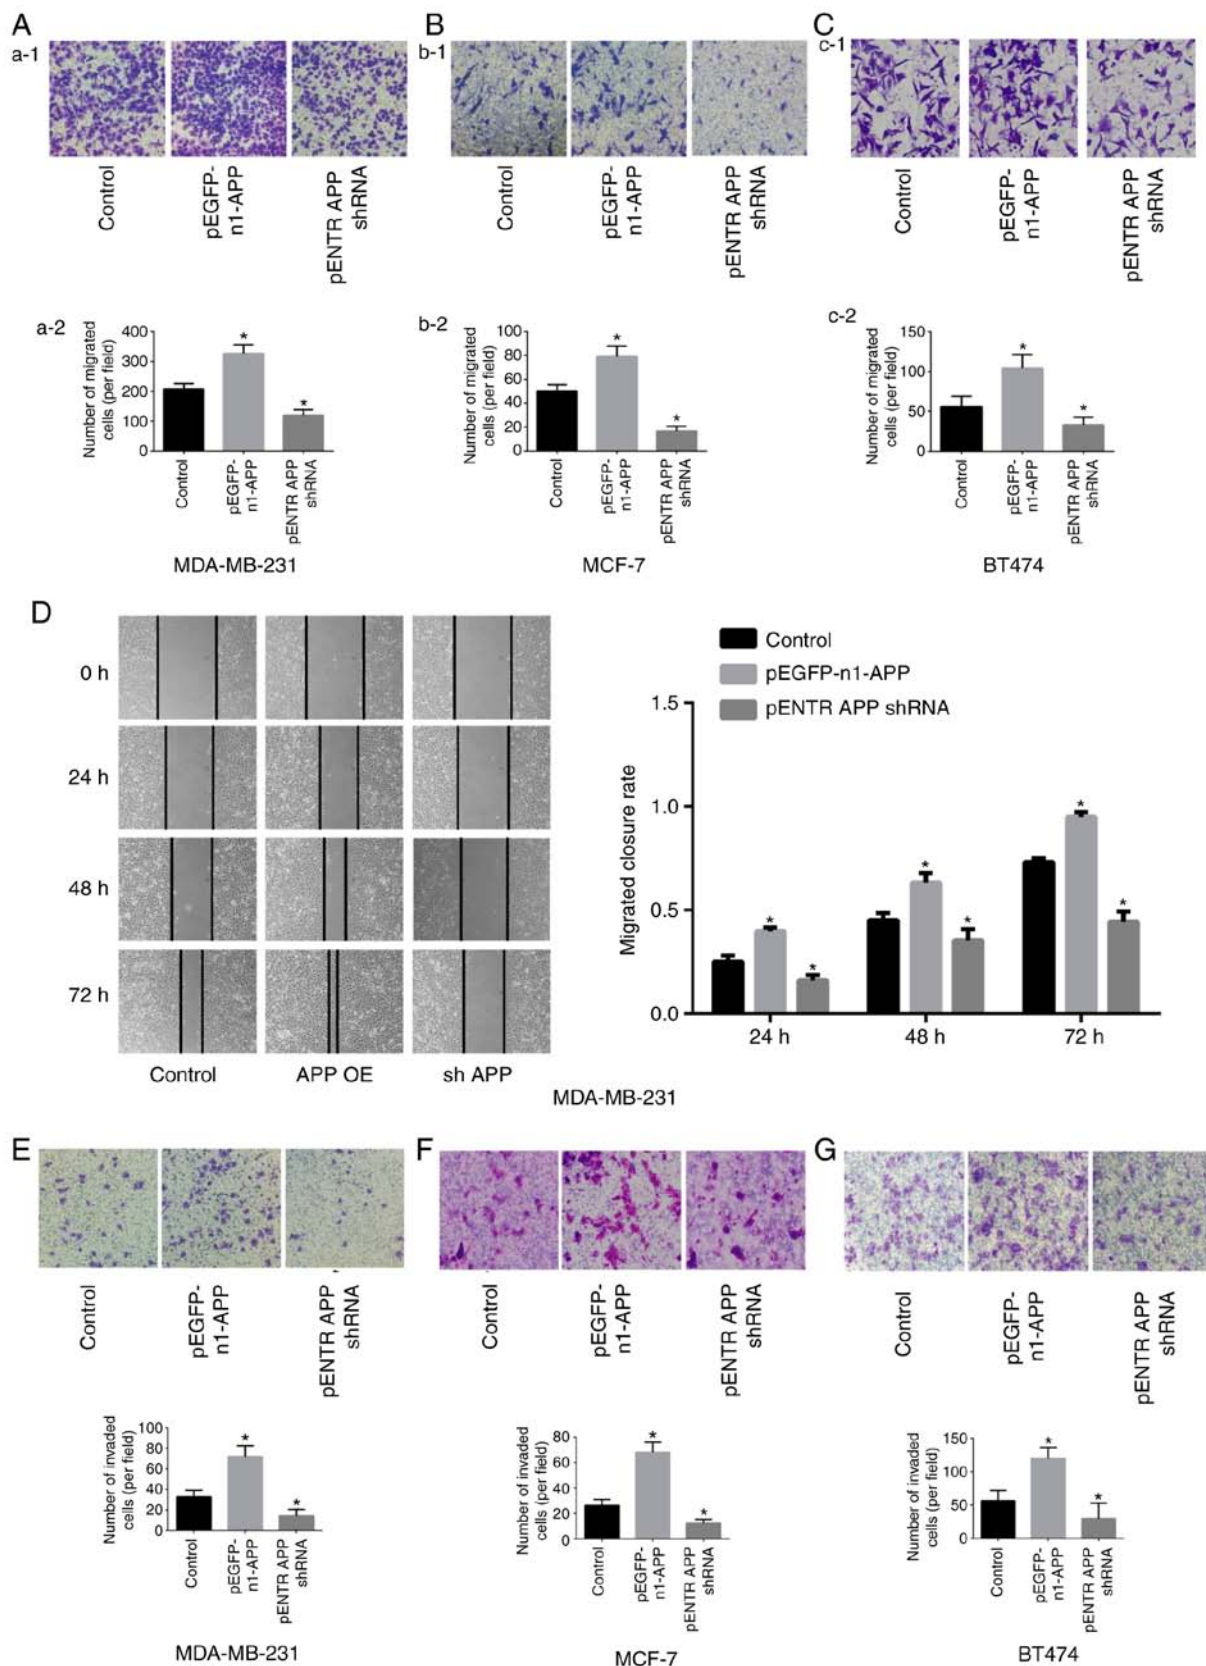 A
B
C
a-1
b-1
c-1
Control
pEGFP-
n1-APP
pENTR APP
shRNA
Control
pEGFP-
n1-APP
pENTR APP
shRNA
Control
pEGFP-
n1-APP
pENTR APP
shRNA
a-2
Number of migrated
cells (per field)
400
300
200
100
0
*
*
Control
pEGFP-
n1-APP
pENTR APP
shRNA
MDA-MB-231
b-2
Number of migrated
cells (per field)
100
80
60
40
20
0
*
*
Control
pEGFP-
n1-APP
pENTR APP
shRNA
MCF-7
c-2
Number of migrated
cells (per field)
150
100
50
0
*
*
Control
pEGFP-
n1-APP
pENTR APP
shRNA
BT474
D
0 h
24 h
48 h
72 h
Control
APP OE
sh APP
Control
pEGFP-n1-APP
pENTR APP shRNA
Migrated closure rate
1.5
1.0
0.5
0.0
*
*
*
*
*
*
24 h
48 h
72 h
MDA-MB-231
E
F
G
Control
pEGFP-
n1-APP
pENTR APP
shRNA
Control
pEGFP-
n1-APP
pENTR APP
shRNA
Control
pEGFP-
n1-APP
pENTR APP
shRNA
Number of invaded
cells (per field)
100
80
60
40
20
0
*
*
Control
pEGFP-
n1-APP
pENTR APP
shRNA
MDA-MB-231
Number of invaded
cells (per field)
80
60
40
20
0
*
*
Control
pEGFP-
n1-APP
pENTR APP
shRNA
MCF-7
Number of invaded
cells (per field)
150
100
50
0
*
*
Control
pEGFP-
n1-APP
pENTR APP
shRNA
BT474